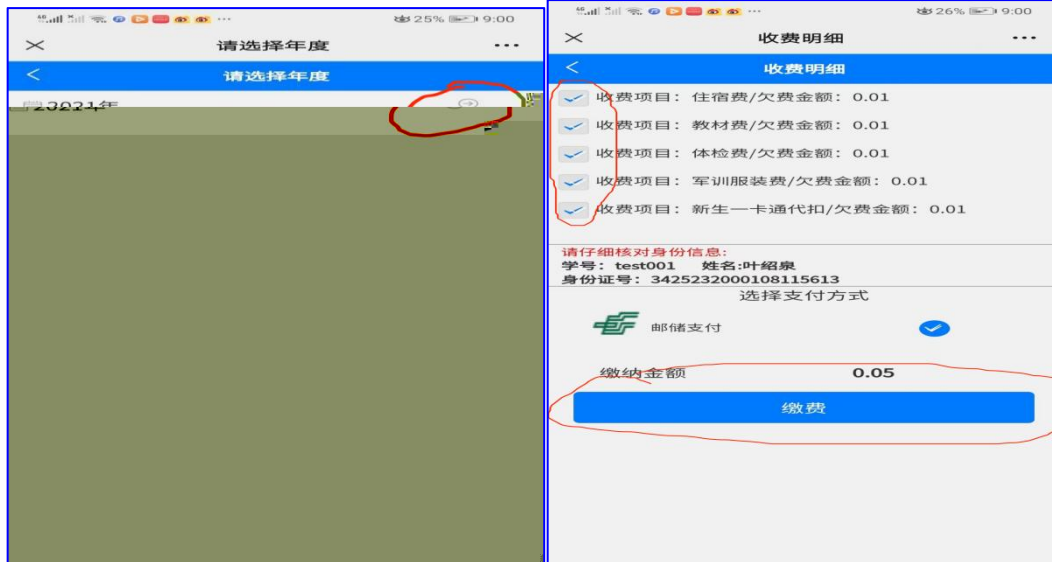 25% 9:00
请选择年度
请选择年度
2021年
26% 9:00
收费明细
收费明细
收费项目：住宿费/欠费金额：0.01
收费项目：教材费/欠费金额：0.01
收费项目：体检费/欠费金额：0.01
收费项目：军训服装费/欠费金额：0.01
收费项目：新生一卡通代扣/欠费金额：0.01
请仔细核对身份信息:
学号：test001 姓名:叶绍泉
身份证号：3425232000108115613
选择支付方式
邮储支付
缴纳金额 0.05
缴费